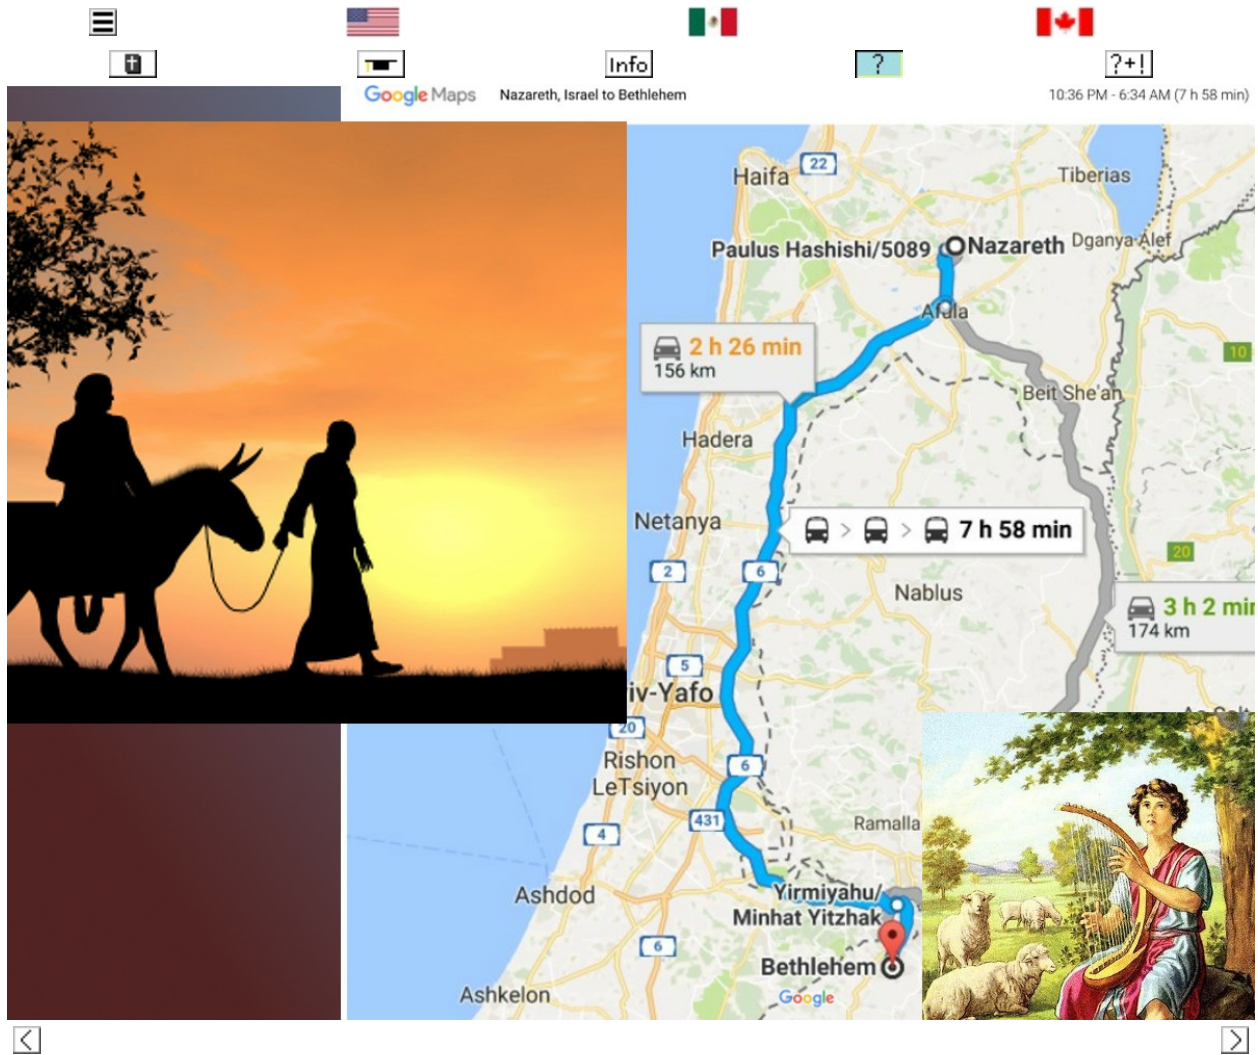 Info
?
?+!
Google Maps
Nazareth, Israel to Bethlehem
10:36 PM - 6:34 AM (7 h 58 min)
22
Haifa
Tiberias
Paulus Hashishi/5089
Nazareth
Dganya Alef
Afula
2 h 26 min
156 km
10
Beit She'an
Hadera
Netanya
> > 7 h 58 min
20
2
6
Nablus
3 h 2 min
174 km
5
iv-Yafo
20
Rishon
LeTsiyon
6
431
4
Ramalla
Ashdod
Yirmiyahu/
Minhat Yitzhak
6
Bethlehem
Ashkelon
Google
<
>